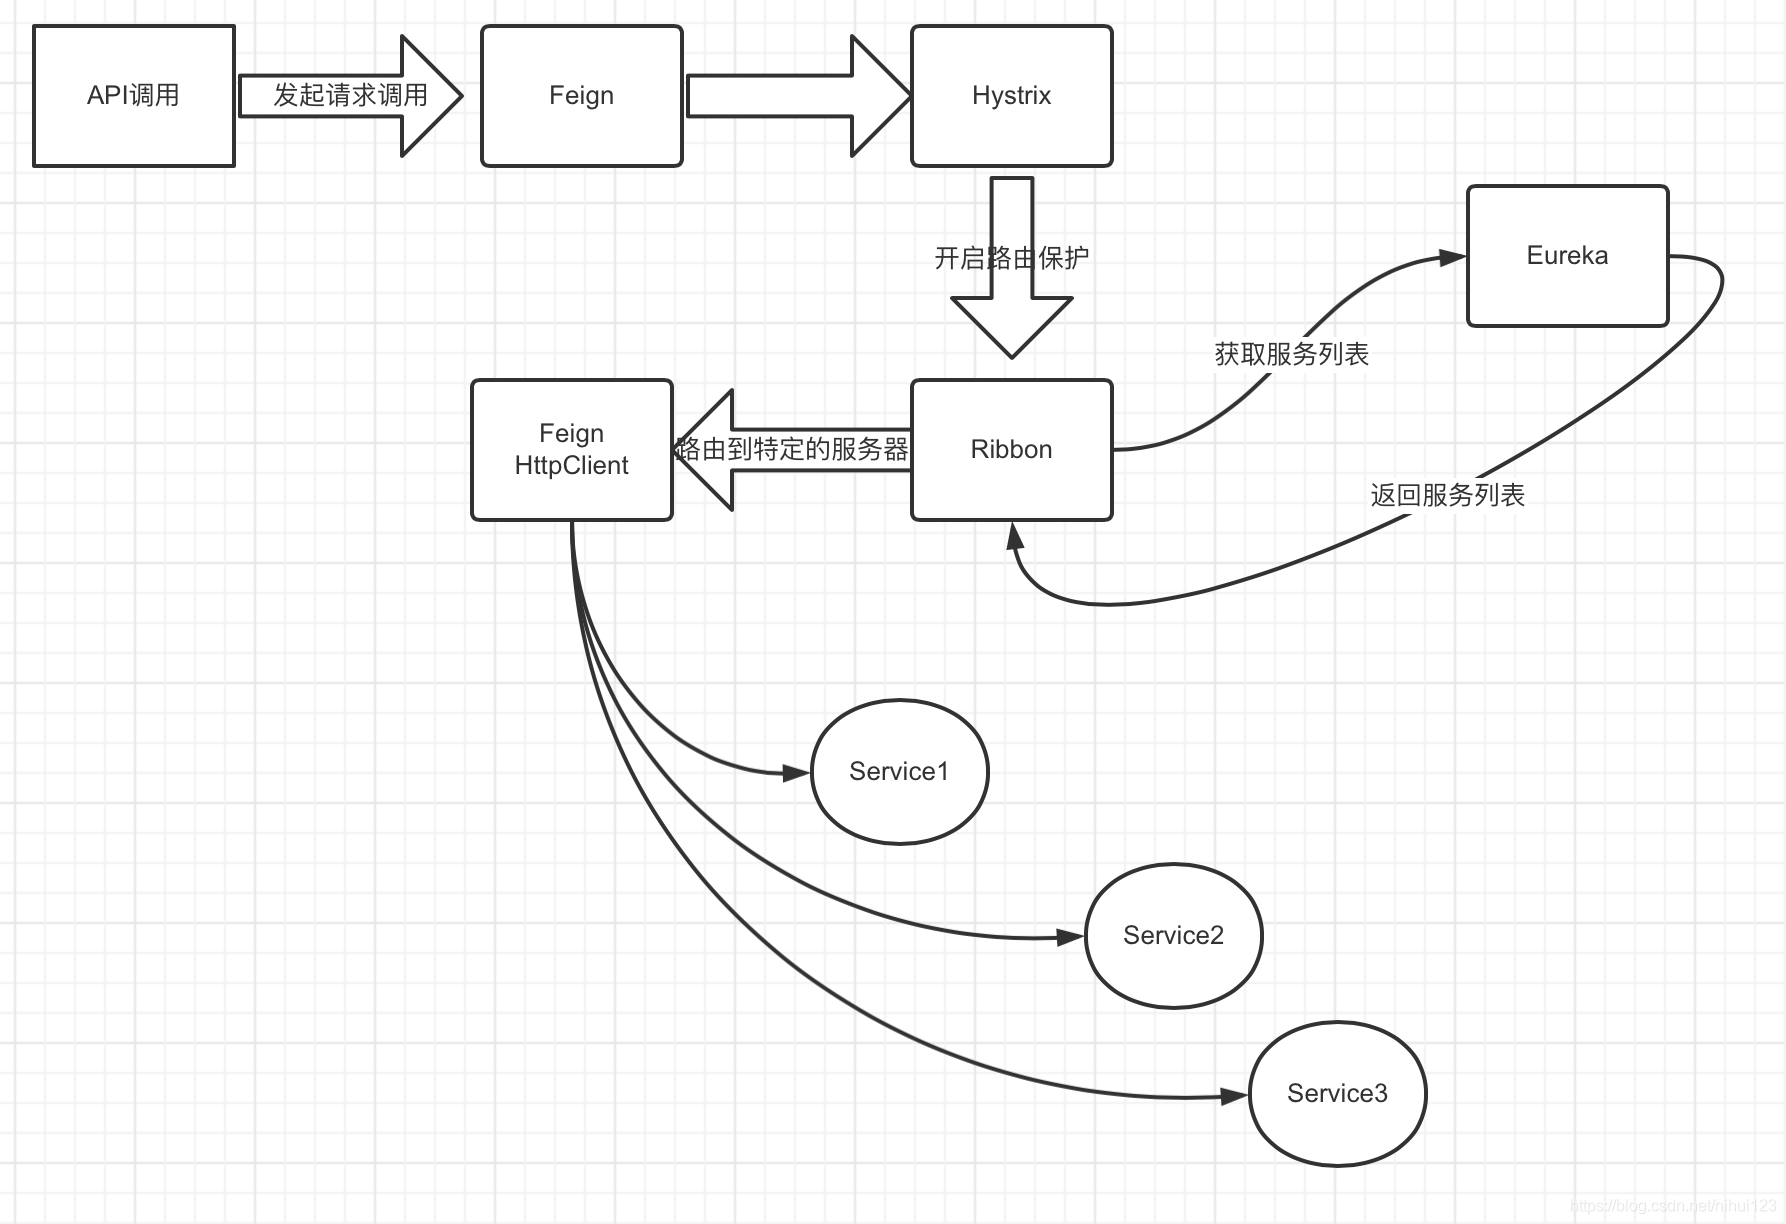 API调用
发起请求调用
Feign
Hystrix
开启路由保护
Eureka
获取服务列表
Feign
HttpClient
路由到特定的服务器
Ribbon
返回服务列表
Service1
Service2
Service3
https://blog.csdn.net/nihui123